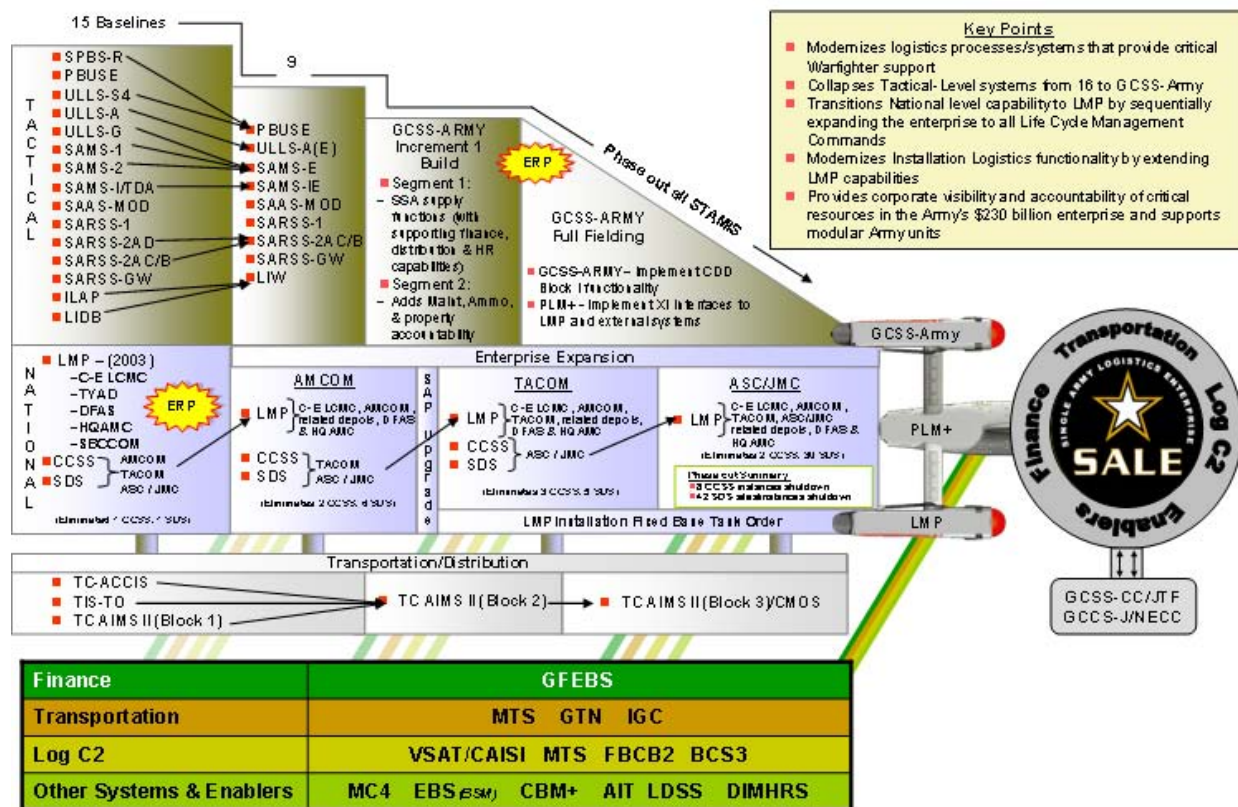 15 Baselines
9
TACTICAL
SPBS-R
PBUSE
ULLS-S4
ULLS-A
ULLS-G
SAMS-1
SAMS-2
SAMS-I/TDA
SAAS-MOD
SARSS-1
SARSS-2AD
SARSS-2AC/B
SARSS-GW
ILAP
LIDB
PBUSE
ULLS-A(E)
SAMS-E
SAMS-IE
SAAS-MOD
SARSS-1
SARSS-2AC/B
SARSS-GW
LIW
GCSS-ARMY
Increment 1
Build
Segment 1:
– SSA supply
functions (with
supporting finance,
distribution & HR
capabilities)
Segment 2:
– Adds Maint, Ammo,
& property
accountability
ERP
GCSS-ARMY
Full Fielding
GCSS-ARMY– Implement CDD
Block I functionality
PLM+ – Implement XI interfaces to
LMP and external systems
Phase out all STAMIS
Key Points
Modernizes logistics processes/systems that provide critical
Warfighter support
Collapses Tactical-Level systems from 16 to GCSS-Army
Transitions National level capability to LMP by sequentially
expanding the enterprise to all Life Cycle Management
Commands
Modernizes Installation Logistics functionality by extending
LMP capabilities
Provides corporate visibility and accountability of critical
resources in the Army's $230 billion enterprise and supports
modular Army units
NATIONAL
LMP – (2003)
–C-E LCMC
–TYAD
–DFAS
–HQAMC
–SBCCOM
ERP
CCSS
SDS
AMCOM
TACOM
ASC / JMC
Enterprise Expansion
AMCOM
LMP
C-E LCMC, AMCOM,
related depots, DFAS
& HQ AMC
CCSS
SDS
TACOM
ASC / JMC
SAP Upgrade
TACOM
LMP
C-E LCMC, AMCOM,
TACOM, related depots,
DFAS & HQ AMC
CCSS
SDS
ASC / JMC
ASC/JMC
LMP
C-E LCMC, AMCOM,
TACOM, ASC/JMC
related depots, DFAS &
HQ AMC
Phase out Summary
8 CCSS instances shutdown
LMP Installation Fixed Base Tank Order
GCSS-Army
PLM+
LMP
Transportation
Log C2
Enablers
Finance
SINGLE ARMY LOGISTICS ENTERPRISE
SALE
GCSS-CC/JTF
GCCS-J/NECC
Transportation/Distribution
TC-ACCIS
TIS-TO
TC AIMS II (Block 1)
TC AIMS II (Block 2)
TC AIMS II (Block 3)/CMOS
Finance GFEBS
Transportation MTS GTN IGC
Log C2 VSAT/CAISI MTS FBCB2 BCS3
Other Systems & Enablers MC4 EBS (BSM) CBM+ AIT LDSS DIMHRS